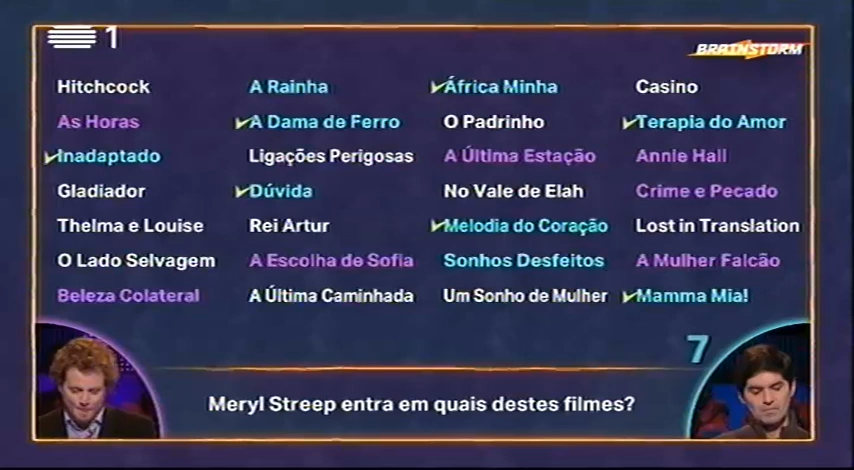 1
BRAINSTORM
Hitchcock
A Rainha
África Minha
Casino
As Horas
A Dama de Ferro
O Padrinho
Terapia do Amor
Inadaptado
Ligações Perigosas
A Última Estação
Annie Hall
Gladiador
Dúvida
No Vale de Elah
Crime e Pecado
Thelma e Louise
Rei Artur
Melodia do Coração
Lost in Translation
O Lado Selvagem
A Escolha de Sofia
Sonhos Desfeitos
A Mulher Falcão
Beleza Colateral
A Última Caminhada
Um Sonho de Mulher
Mamma Mia!
7
Meryl Streep entra em quais destes filmes?